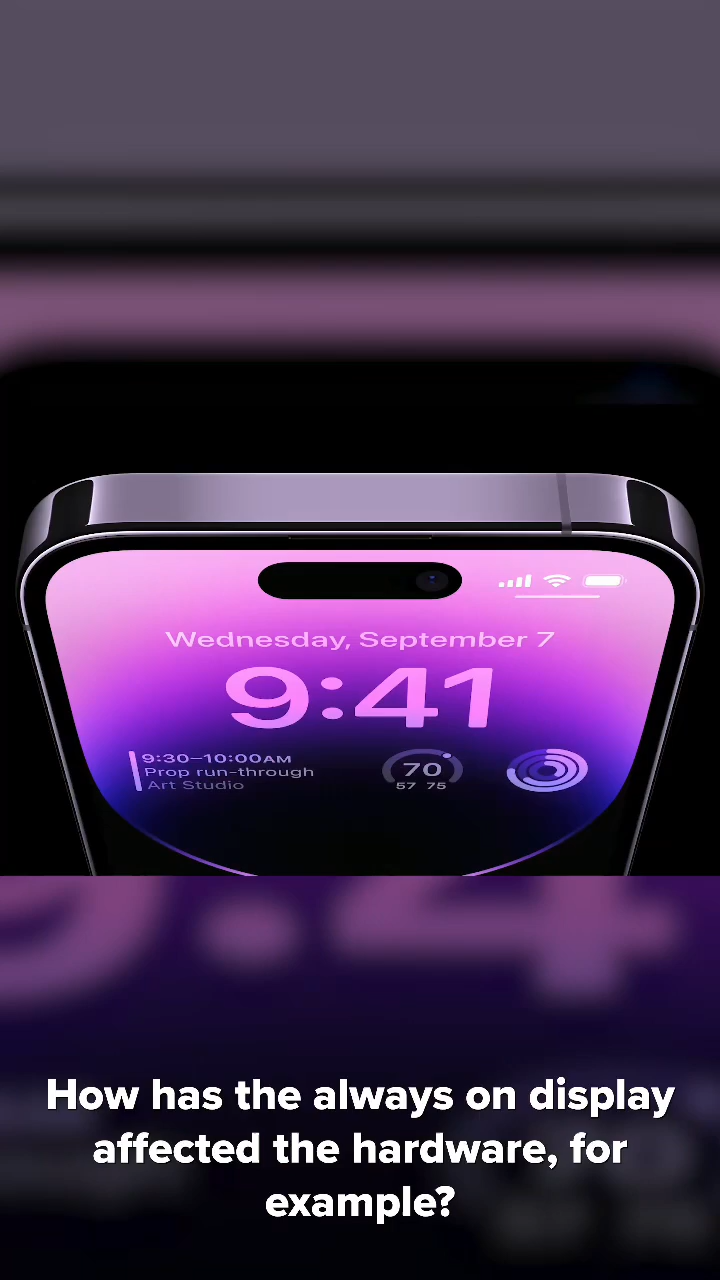 Wednesday, September 7
9:41
9:30–10:00AM
Prop run-through
Art Studio
70
57 75
How has the always on display
affected the hardware, for
example?